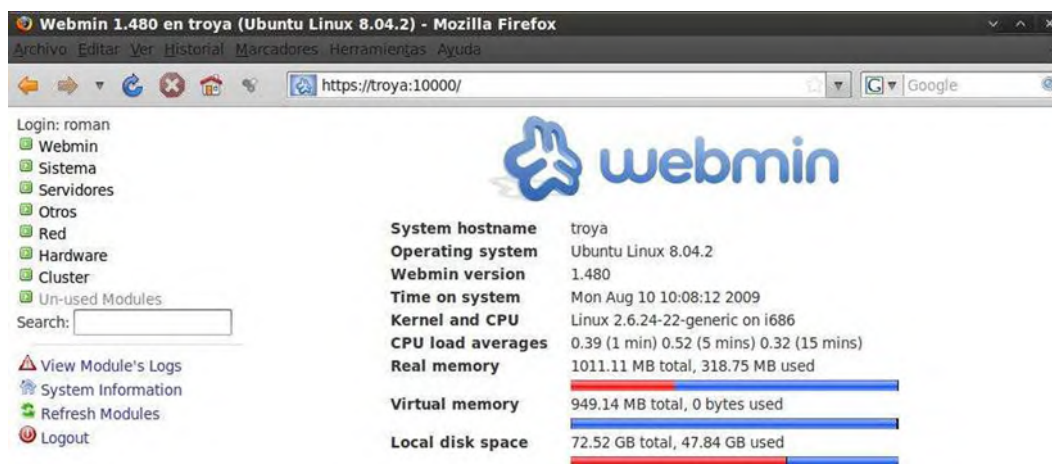 Webmin 1.480 en troya (Ubuntu Linux 8.04.2) - Mozilla Firefox
Archivo Editar Ver Historial Marcadores Herramientas Ayuda
https://troya:10000/
Google
Login: roman
Webmin
Sistema
Servidores
Otros
Red
Hardware
Cluster
Un-used Modules
Search:
View Module's Logs
System Information
Refresh Modules
Logout
webmin
System hostname troya
Operating system Ubuntu Linux 8.04.2
Webmin version 1.480
Time on system Mon Aug 10 10:08:12 2009
Kernel and CPU Linux 2.6.24-22-generic on i686
CPU load averages 0.39 (1 min) 0.52 (5 mins) 0.32 (15 mins)
Real memory 1011.11 MB total, 318.75 MB used
Virtual memory 949.14 MB total, 0 bytes used
Local disk space 72.52 GB total, 47.84 GB used